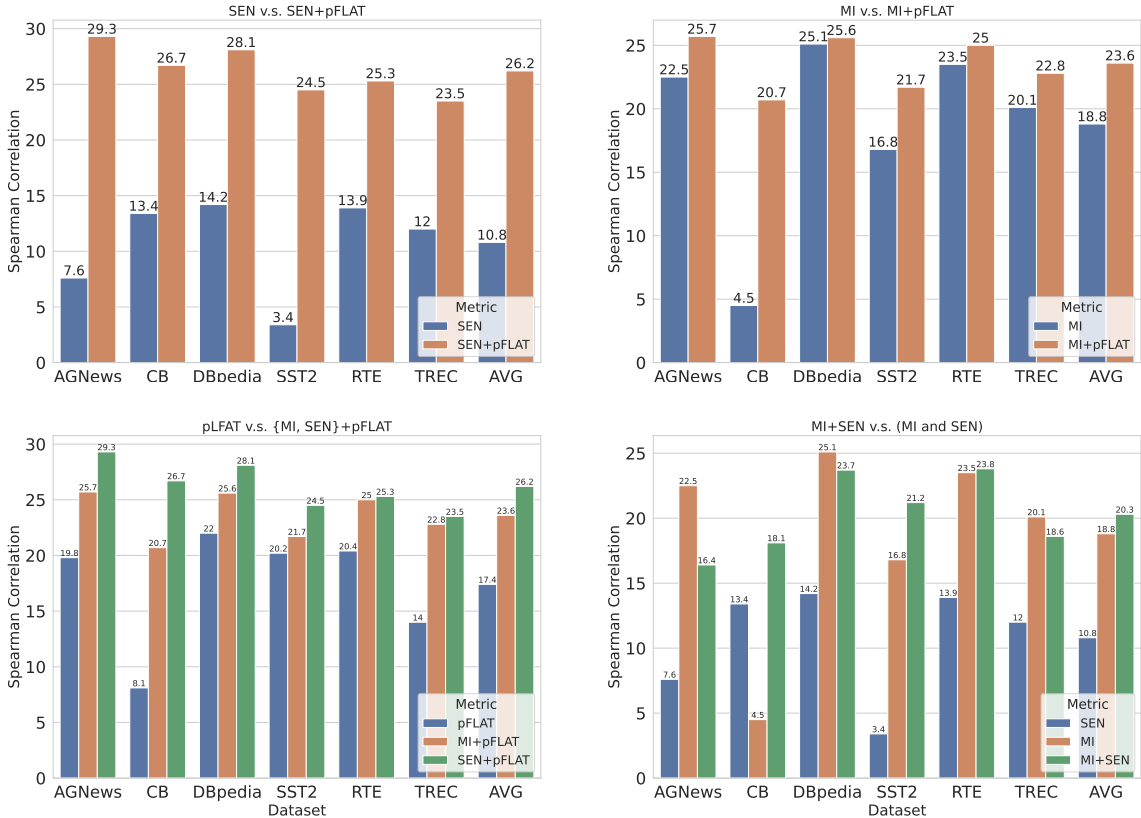 SEN v.s. SEN+pFLAT
Spearman Correlation
30
25
20
15
10
5
0
7.6 29.3 13.4 26.7 14.2 28.1 3.4 24.5 13.9 25.3 12 23.5 10.8 26.2
Metric
SEN
SEN+pFLAT
AGNews CB DBpedia SST2 RTE TREC AVG
MI v.s. MI+pFLAT
Spearman Correlation
25
20
15
10
5
0
22.5 25.7 4.5 20.7 25.1 25.6 16.8 21.7 23.5 25 20.1 22.8 18.8 23.6
Metric
MI
MI+pFLAT
AGNews CB DBpedia SST2 RTE TREC AVG
pLFAT v.s. {MI, SEN}+pFLAT
Spearman Correlation
30
25
20
15
10
5
0
19.8 25.7 29.3 8.1 20.7 26.7 22 25.6 28.1 20.2 21.7 24.5 20.4 25 25.3 14 22.8 23.5 17.4 23.6 26.2
Metric
pFLAT
MI+pFLAT
SEN+pFLAT
AGNews CB DBpedia SST2 RTE TREC AVG
Dataset
MI+SEN v.s. (MI and SEN)
Spearman Correlation
25
20
15
10
5
0
7.6 22.5 16.4 13.4 4.5 18.1 14.2 25.1 23.7 3.4 16.8 21.2 13.9 23.5 23.8 12 20.1 18.6 10.8 18.8 20.3
Metric
SEN
MI
MI+SEN
AGNews CB DBpedia SST2 RTE TREC AVG
Dataset